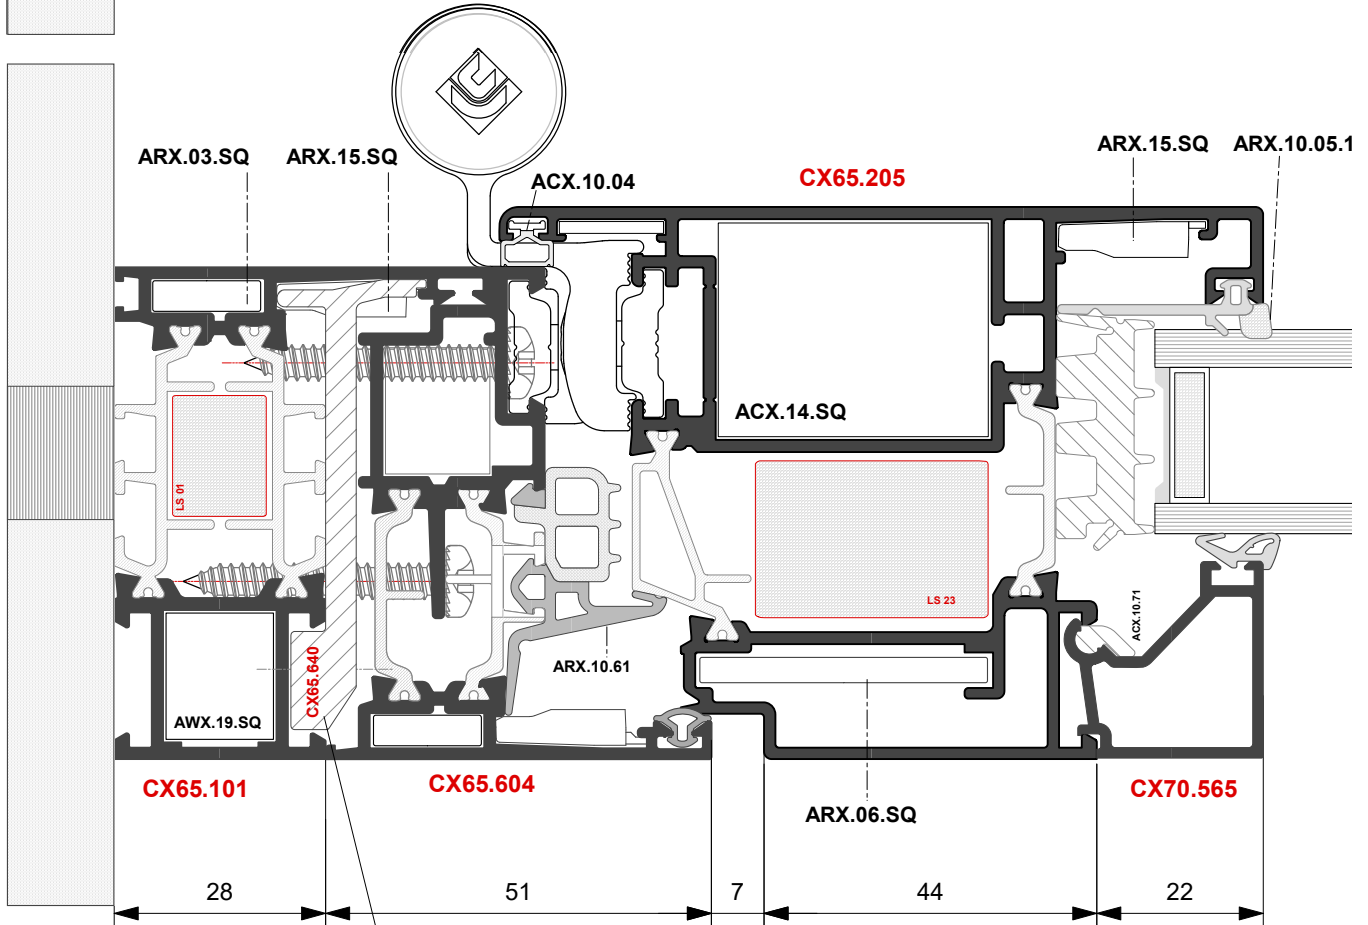 ARX.03.SQ
ARX.15.SQ
ACX.10.04
CX65.205
ARX.15.SQ
ARX.10.05.1
ACX.14.SQ
LS 01
LS 23
ACX.10.71
ARX.10.61
CX65.640
AWX.19.SQ
CX65.101
CX65.604
ARX.06.SQ
CX70.565
28
51
7
44
22